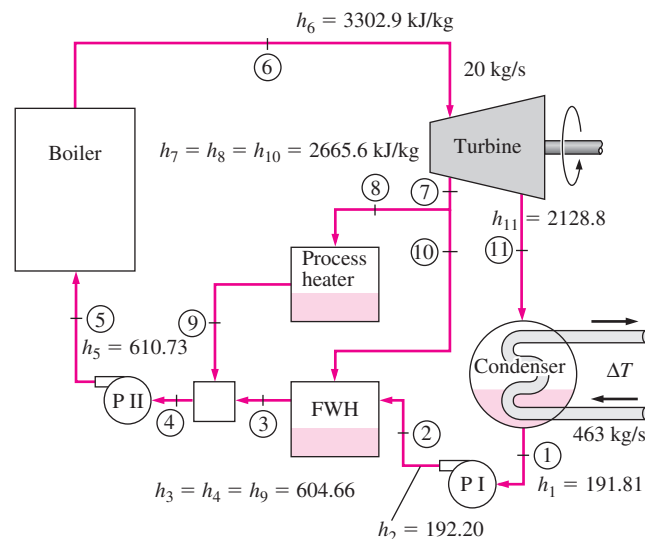 h6 = 3302.9 kJ/kg
6
20 kg/s
Boiler
Turbine
h7 = h8 = h10 = 2665.6 kJ/kg
7
8
h11 = 2128.8
10
11
Process
heater
9
5
h5 = 610.73
Condenser
ΔT
P II
4
3
FWH
2
463 kg/s
1
P I
h1 = 191.81
h3 = h4 = h9 = 604.66
h2 = 192.20